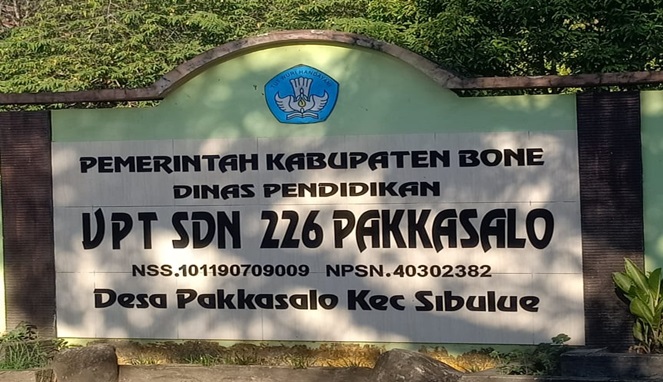 PEMERINTAH KABUPATEN BONE
DINAS PENDIDIKAN
UPT SDN 226 PAKKASALO
NSS.101190709009 NPSN.40302382
Desa Pakkasalo Kec Sibulue